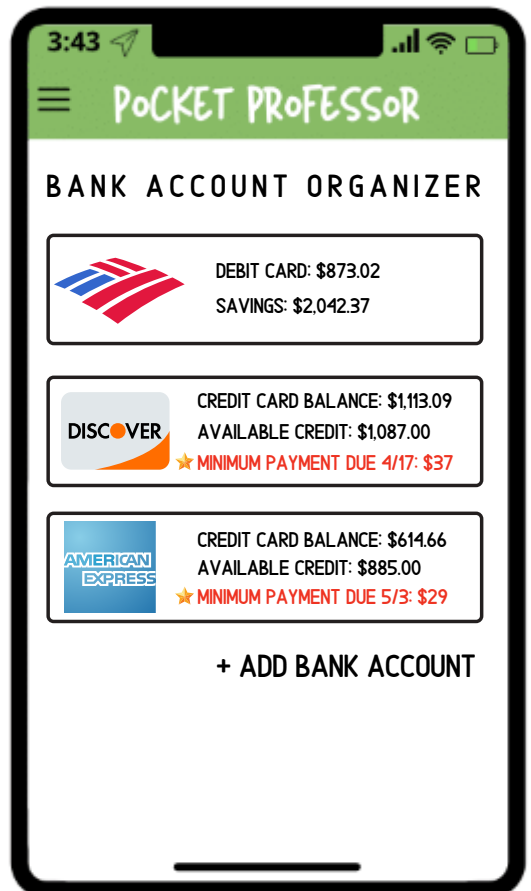 3:43
POCKET PROFESSOR
BANK ACCOUNT ORGANIZER
DEBIT CARD: $873.02
SAVINGS: $2,042.37
DISCOVER
CREDIT CARD BALANCE: $1,113.09
AVAILABLE CREDIT: $1,087.00
MINIMUM PAYMENT DUE 4/17: $37
AMERICAN
EXPRESS
CREDIT CARD BALANCE: $614.66
AVAILABLE CREDIT: $885.00
MINIMUM PAYMENT DUE 5/3: $29
+ ADD BANK ACCOUNT